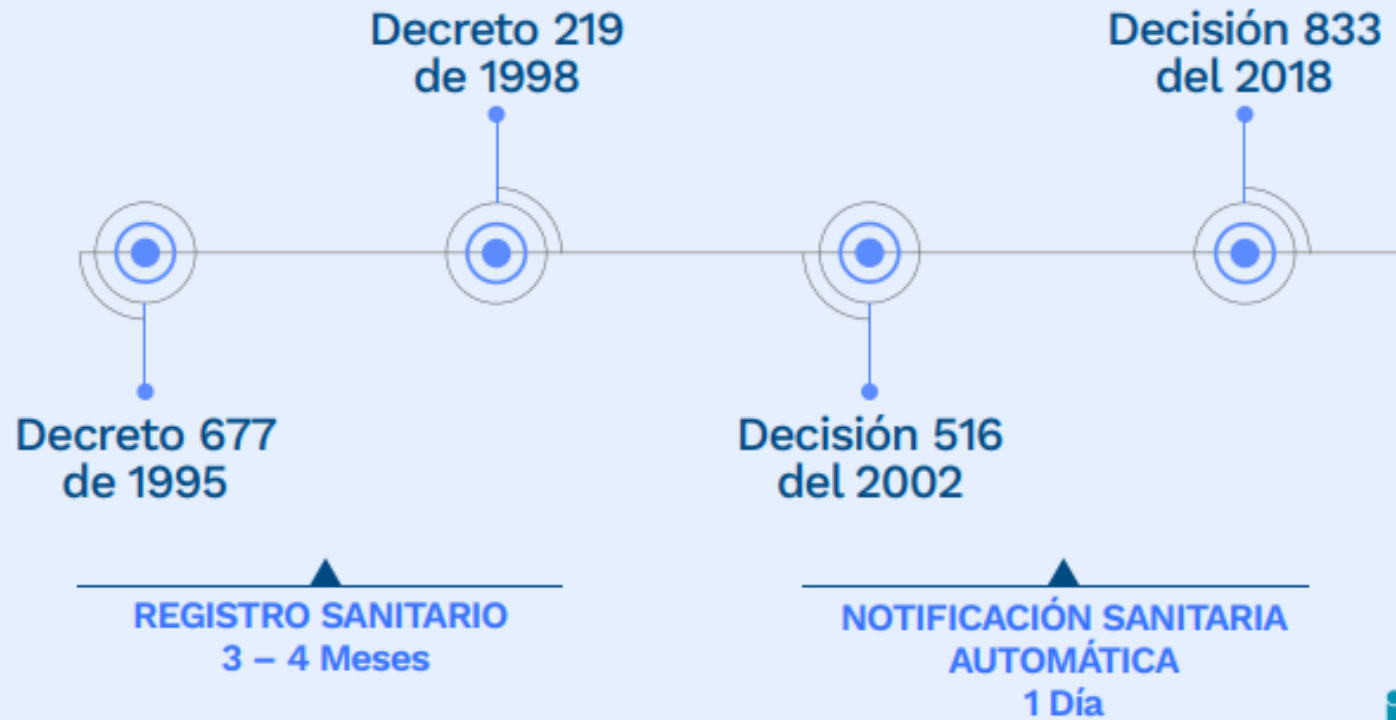 Decreto 219
de 1998
Decisión 833
del 2018
Decreto 677
de 1995
Decisión 516
del 2002
REGISTRO SANITARIO
3 – 4 Meses
NOTIFICACIÓN SANITARIA
AUTOMÁTICA
1 Día